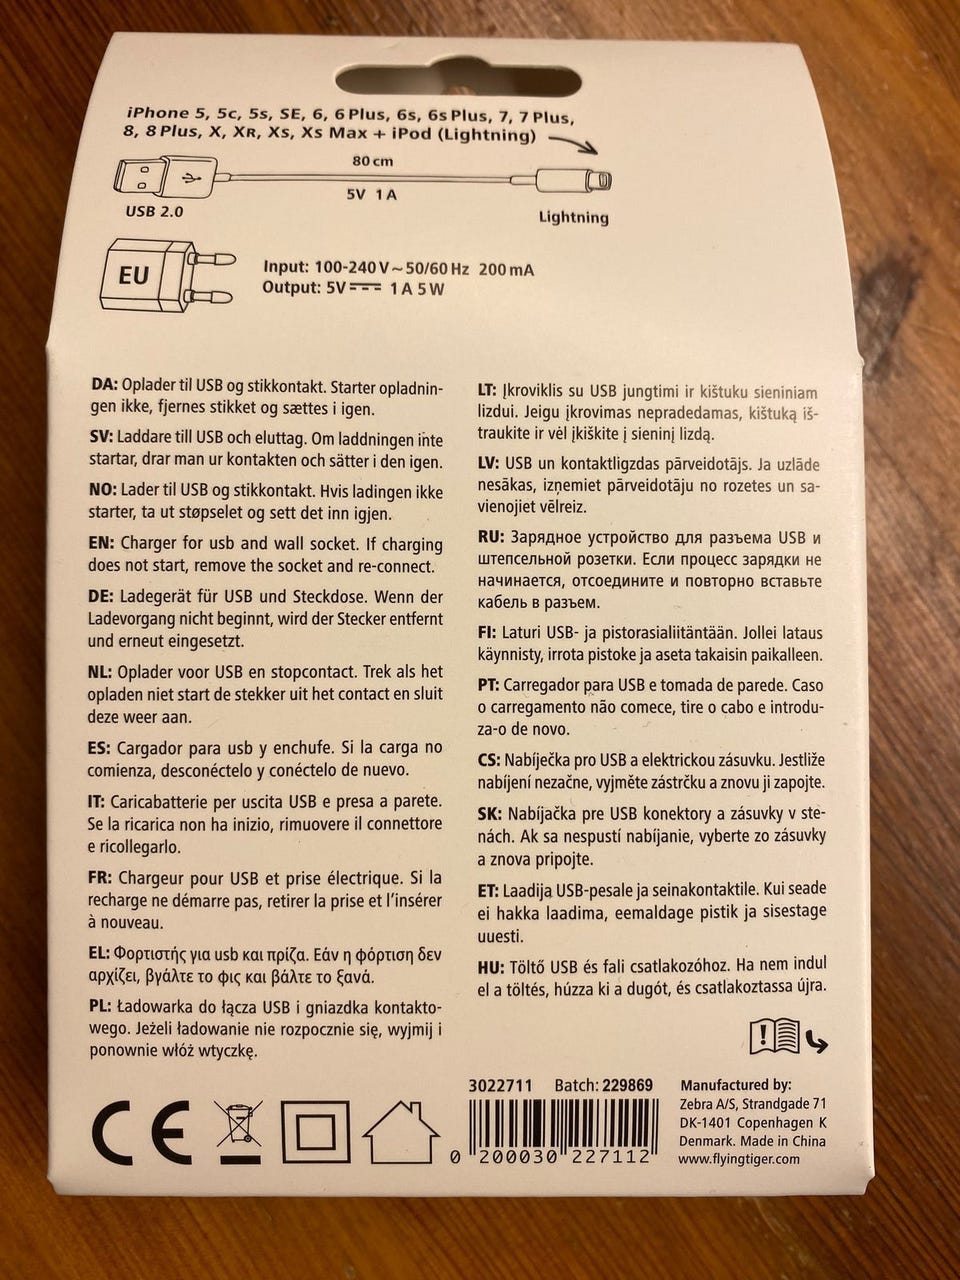 iPhone 5, 5c, 5s, SE, 6, 6 Plus, 6s, 6s Plus, 7, 7 Plus,
8, 8 Plus, X, XR, Xs, Xs Max + iPod (Lightning)
80 cm
5V 1 A
USB 2.0
Lightning
EU
Input: 100-240 V ~ 50/60 Hz 200 mA
Output: 5V ⎓ 1 A 5 W
DA: Oplader til USB og stikkontakt. Starter opladnin-
gen ikke, fjernes stikket og sættes i igen.
SV: Laddare till USB och eluttag. Om laddningen inte
startar, drar man ur kontakten och sätter i den igen.
NO: Lader til USB og stikkontakt. Hvis ladingen ikke
starter, ta ut støpselet og sett det inn igjen.
EN: Charger for usb and wall socket. If charging
does not start, remove the socket and re-connect.
DE: Ladegerät für USB und Steckdose. Wenn der
Ladevorgang nicht beginnt, wird der Stecker entfernt
und erneut eingesetzt.
NL: Oplader voor USB en stopcontact. Trek als het
opladen niet start de stekker uit het contact en sluit
deze weer aan.
ES: Cargador para usb y enchufe. Si la carga no
comienza, desconéctelo y conéctelo de nuevo.
IT: Caricabatterie per uscita USB e presa a parete.
Se la ricarica non ha inizio, rimuovere il connettore
e ricollegarlo.
FR: Chargeur pour USB et prise électrique. Si la
recharge ne démarre pas, retirer la prise et l'insérer
à nouveau.
EL: Φορτιστής για usb και πρίζα. Εάν η φόρτιση δεν
αρχίζει, βγάλτε το φις και βάλτε το ξανά.
PL: Ładowarka do łącza USB i gniazdka kontakto-
wego. Jeżeli ładowanie nie rozpocznie się, wyjmij i
ponownie włóż wtyczkę.
LT: Įkroviklis su USB jungtimi ir kištuku sieniniam
lizdui. Jeigu įkrovimas nepradedamas, kištuką iš-
traukite ir vėl įkiškite į sieninį lizdą.
LV: USB un kontaktligzdas pārveidotājs. Ja uzlāde
nesākas, izņemiet pārveidotāju no rozetes un sa-
vienojiet vēlreiz.
RU: Зарядное устройство для разъема USB и
штепсельной розетки. Если процесс зарядки не
начинается, отсоедините и повторно вставьте
кабель в разъем.
FI: Laturi USB- ja pistorasialiitäntään. Jollei lataus
käynnisty, irrota pistoke ja aseta takaisin paikalleen.
PT: Carregador para USB e tomada de parede. Caso
o carregamento não comece, tire o cabo e introdu-
za-o de novo.
CS: Nabíječka pro USB a elektrickou zásuvku. Jestliže
nabíjení nezačne, vyjměte zástrčku a znovu ji zapojte.
SK: Nabíjačka pre USB konektory a zásuvky v ste-
nách. Ak sa nespustí nabíjanie, vyberte zo zásuvky
a znova pripojte.
ET: Laadija USB-pesale ja seinakontaktile. Kui seade
ei hakka laadima, eemaldage pistik ja sisestage
uuesti.
HU: Töltő USB és fali csatlakozóhoz. Ha nem indul
el a töltés, húzza ki a dugót, és csatlakoztassa újra.
CE
3022711 Batch: 229869
0 200030 227112
Manufactured by:
Zebra A/S, Strandgade 71
DK-1401 Copenhagen K
Denmark. Made in China
www.flyingtiger.com